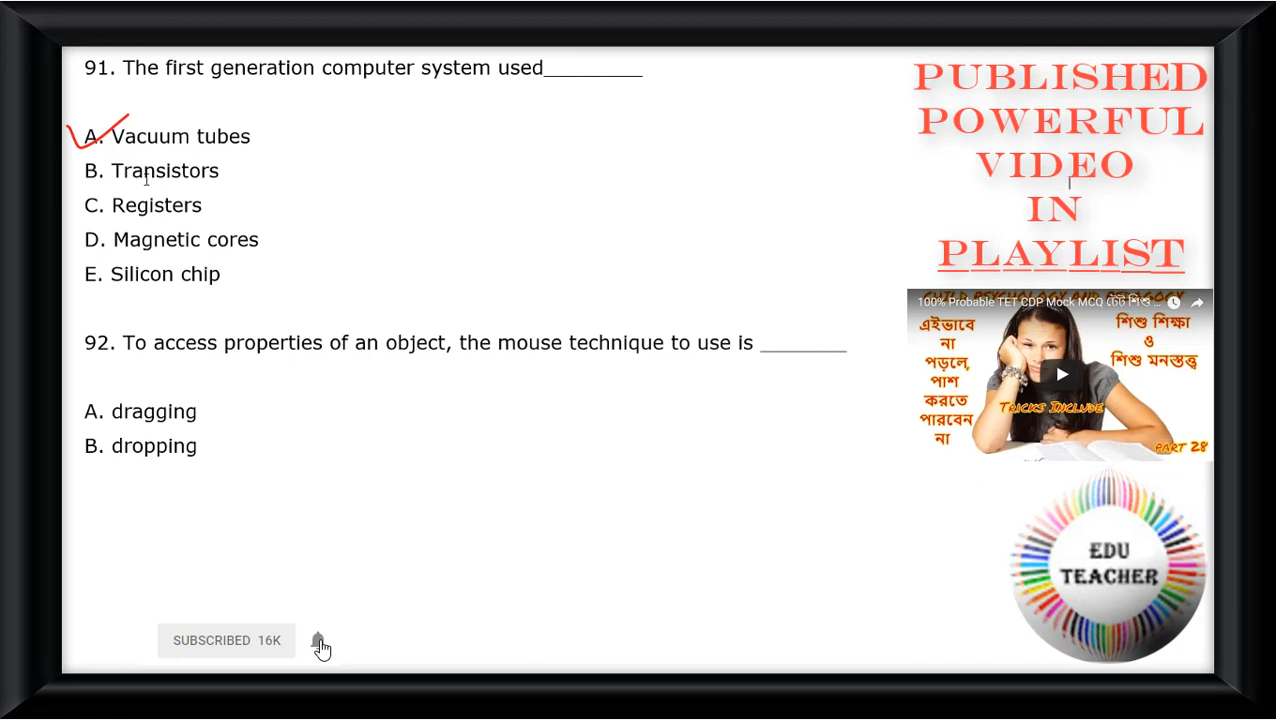 91. The first generation computer system used_________
A. Vacuum tubes
B. Transistors
C. Registers
D. Magnetic cores
E. Silicon chip
92. To access properties of an object, the mouse technique to use is ________
A. dragging
B. dropping
SUBSCRIBED 16K
PUBLISHED
POWERFUL
VIDEO
IN
PLAYLIST
100% Probable TET CDP Mock MCQ টেট শিশু ...
এইভাবে
না
পড়লে,
পাশ
করতে
পারবেন
না
শিশু শিক্ষা
ও
শিশু মনস্তত্ত্ব
TRICKS INCLUDE
PART 28
EDU
TEACHER